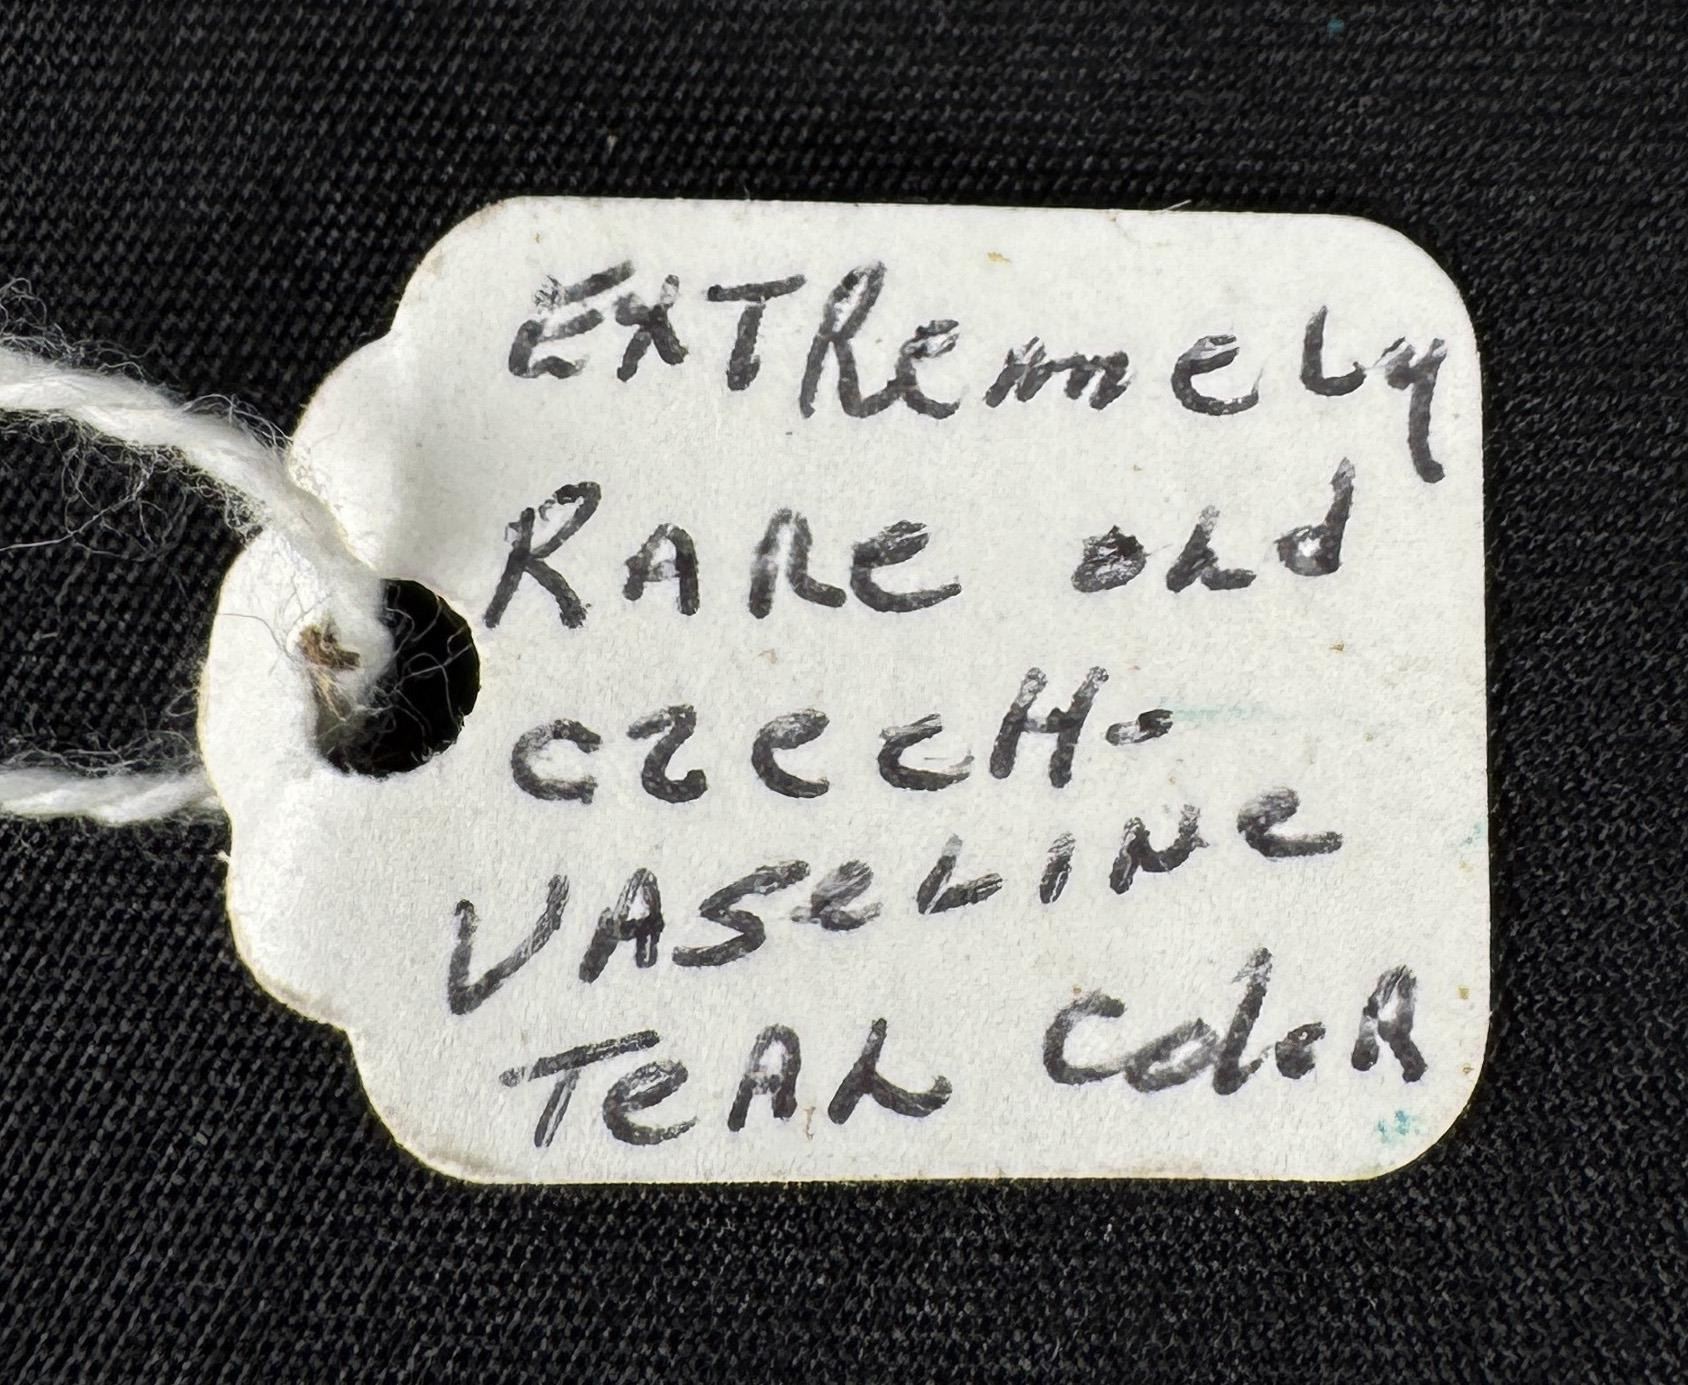 EXTRemely
RARe old
CZecH-
VASeLINe
TeAL Color